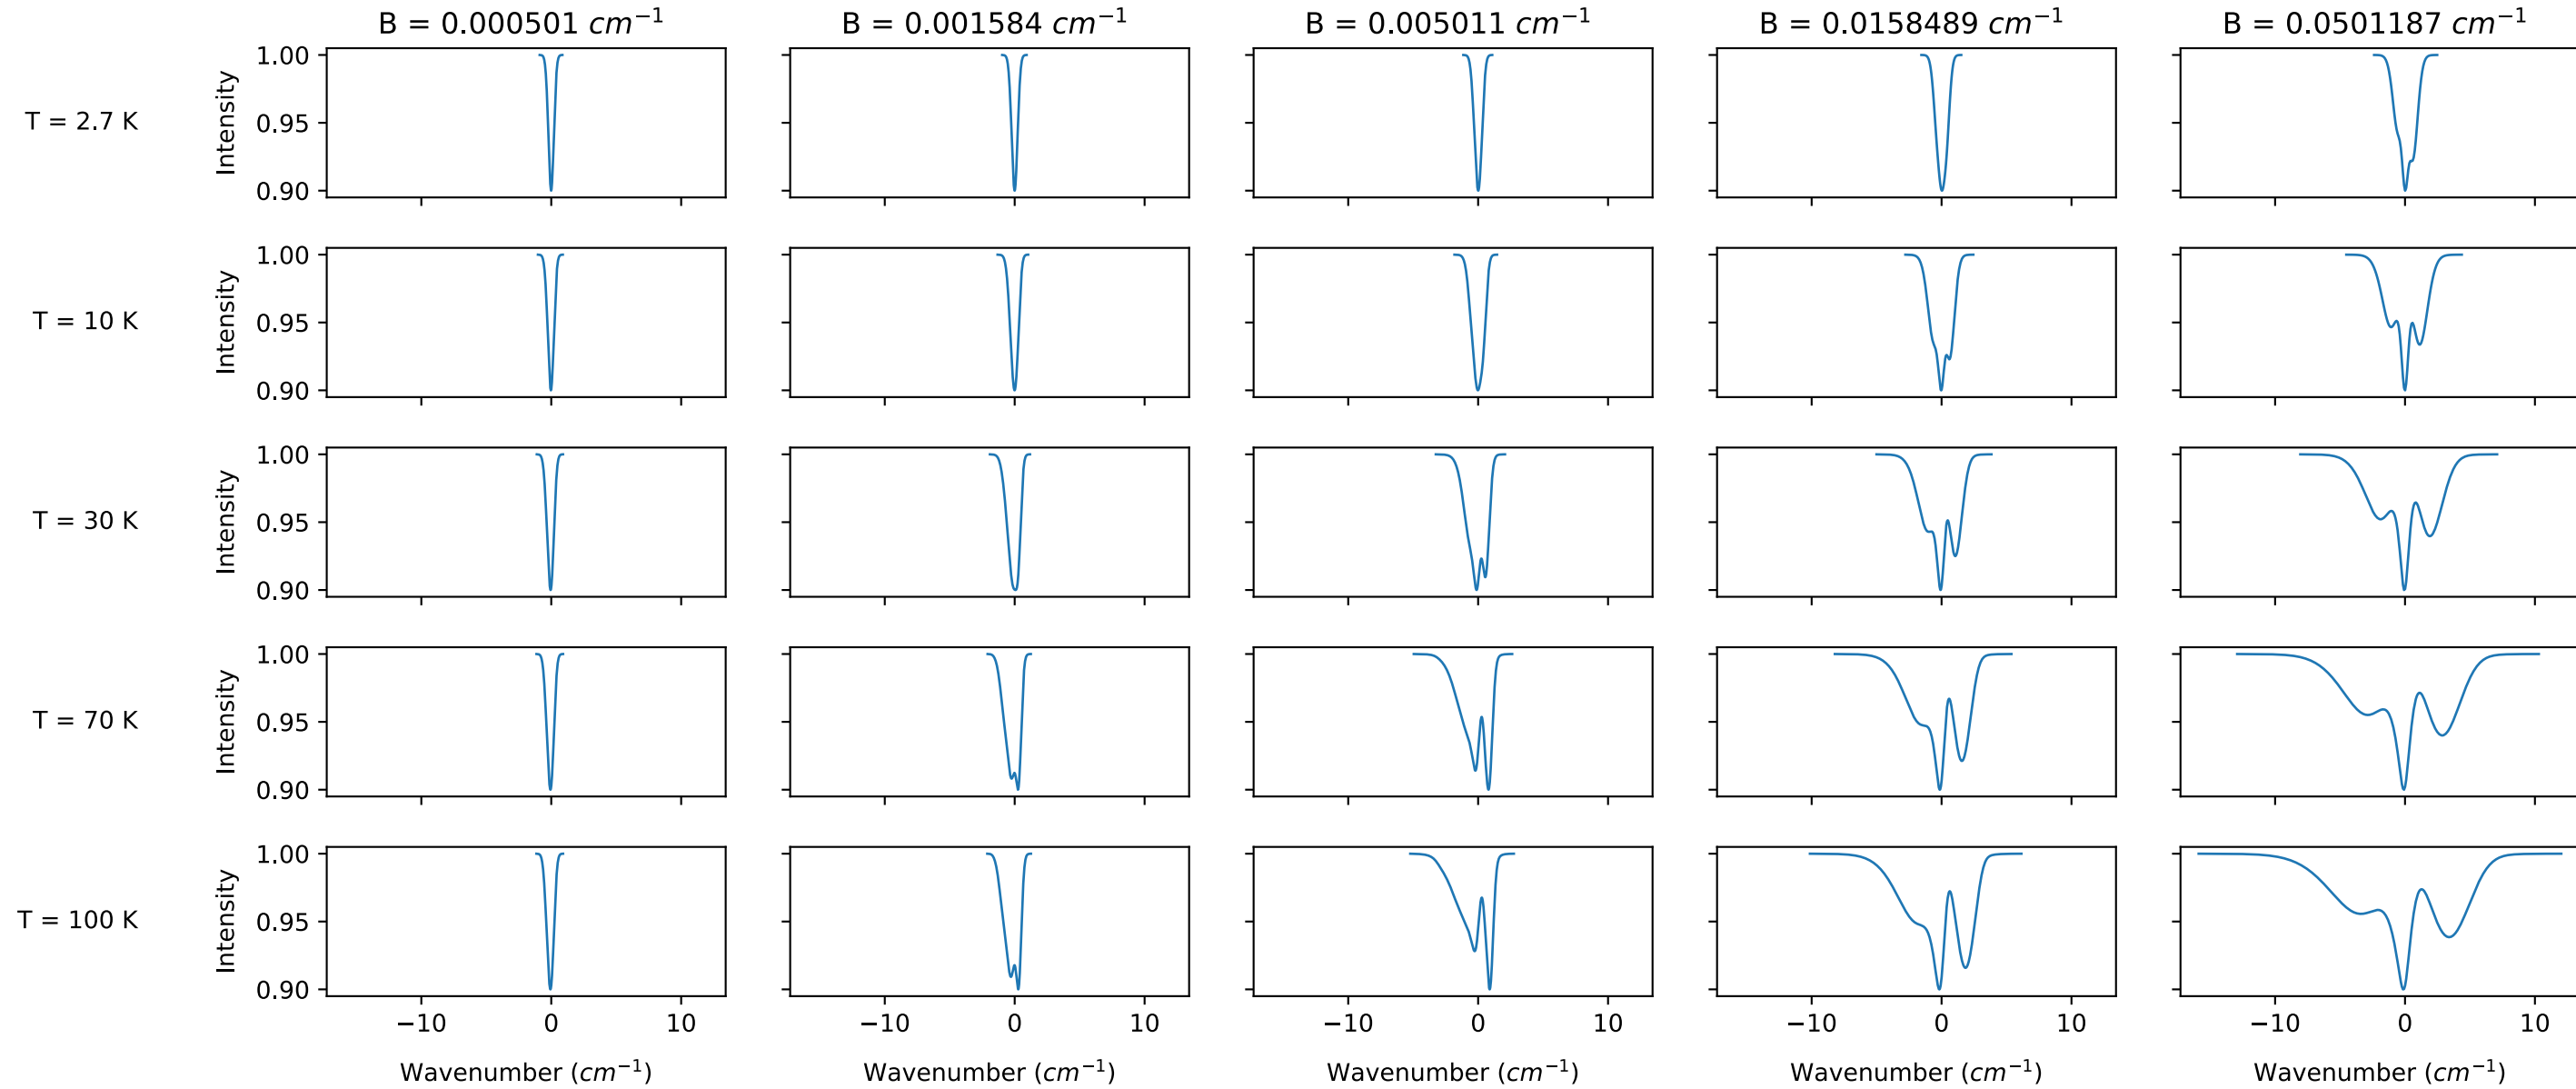 B = 0.000501 cm⁻¹ B = 0.001584 cm⁻¹ B = 0.005011 cm⁻¹ B = 0.0158489 cm⁻¹ B = 0.0501187 cm⁻¹
1.00
T = 2.7 K Intensity 0.95
0.90
1.00
T = 10 K Intensity 0.95
0.90
1.00
T = 30 K Intensity 0.95
0.90
1.00
T = 70 K Intensity 0.95
0.90
1.00
T = 100 K Intensity 0.95
0.90
−10 0 10 −10 0 10 −10 0 10 −10 0 10 −10 0 10
Wavenumber (cm⁻¹) Wavenumber (cm⁻¹) Wavenumber (cm⁻¹) Wavenumber (cm⁻¹) Wavenumber (cm⁻¹)